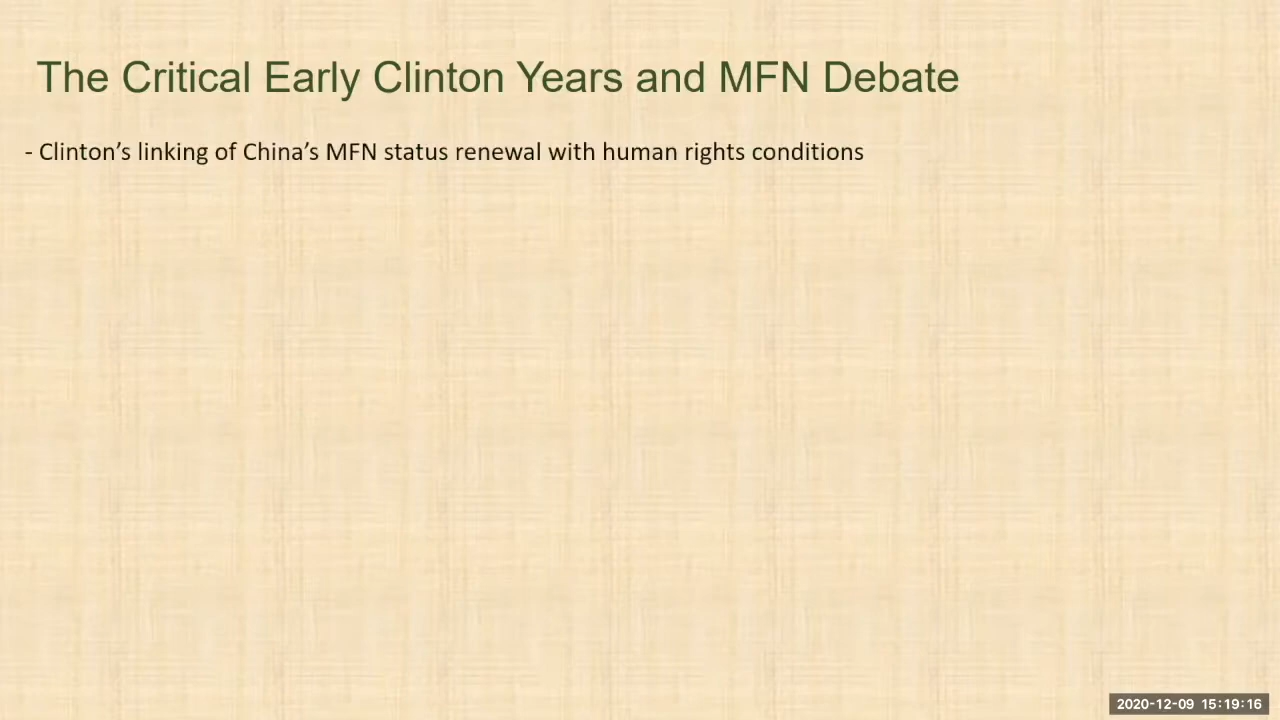 The Critical Early Clinton Years and MFN Debate
- Clinton’s linking of China’s MFN status renewal with human rights conditions
2020-12-09 15:19:16